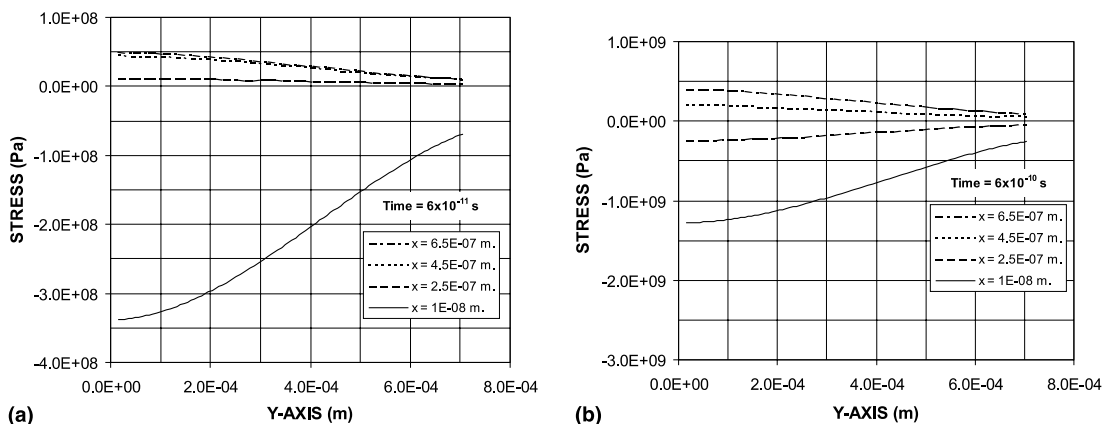 1.0E+08
0.0E+00
-1.0E+08
-2.0E+08
-3.0E+08
-4.0E+08
STRESS (Pa)
Time = 6x10⁻¹¹ s
x = 6.5E-07 m.
x = 4.5E-07 m.
x = 2.5E-07 m.
x = 1E-08 m.
0.0E+00 2.0E-04 4.0E-04 6.0E-04 8.0E-04
Y-AXIS (m)
(a)
1.0E+09
0.0E+00
-1.0E+09
-2.0E+09
-3.0E+09
STRESS (Pa)
Time = 6x10⁻¹⁰ s
x = 6.5E-07 m.
x = 4.5E-07 m.
x = 2.5E-07 m.
x = 1E-08 m.
0.0E+00 2.0E-04 4.0E-04 6.0E-04 8.0E-04
Y-AXIS (m)
(b)